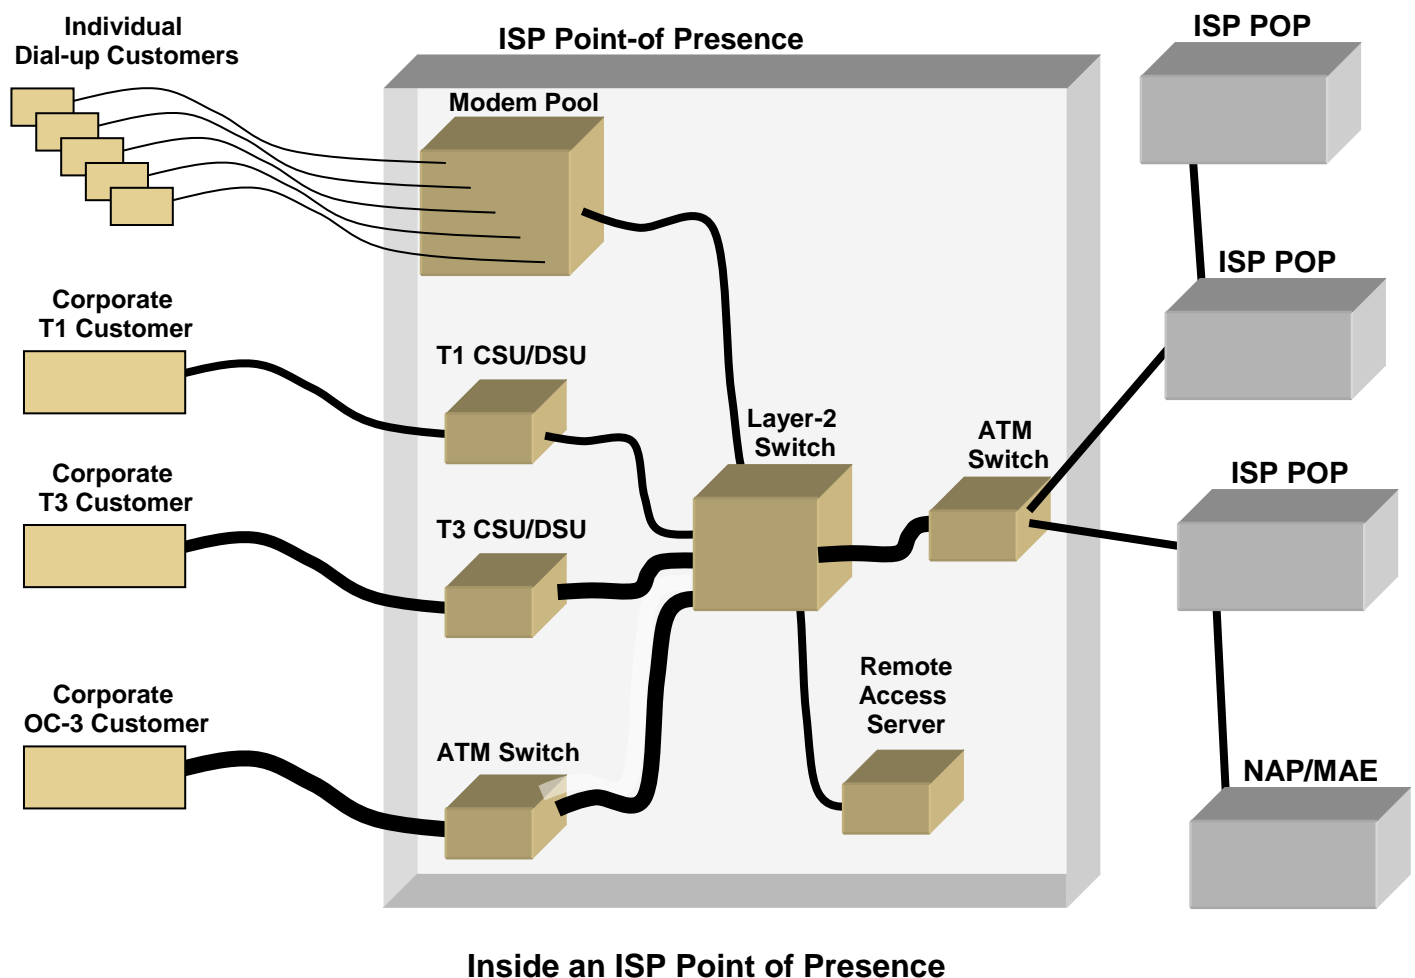 Individual
Dial-up Customers
ISP Point-of Presence
ISP POP
Modem Pool
ISP POP
Corporate
T1 Customer
T1 CSU/DSU
Layer-2
Switch
ATM
Switch
ISP POP
Corporate
T3 Customer
T3 CSU/DSU
Remote
Access
Server
Corporate
OC-3 Customer
ATM Switch
NAP/MAE
Inside an ISP Point of Presence